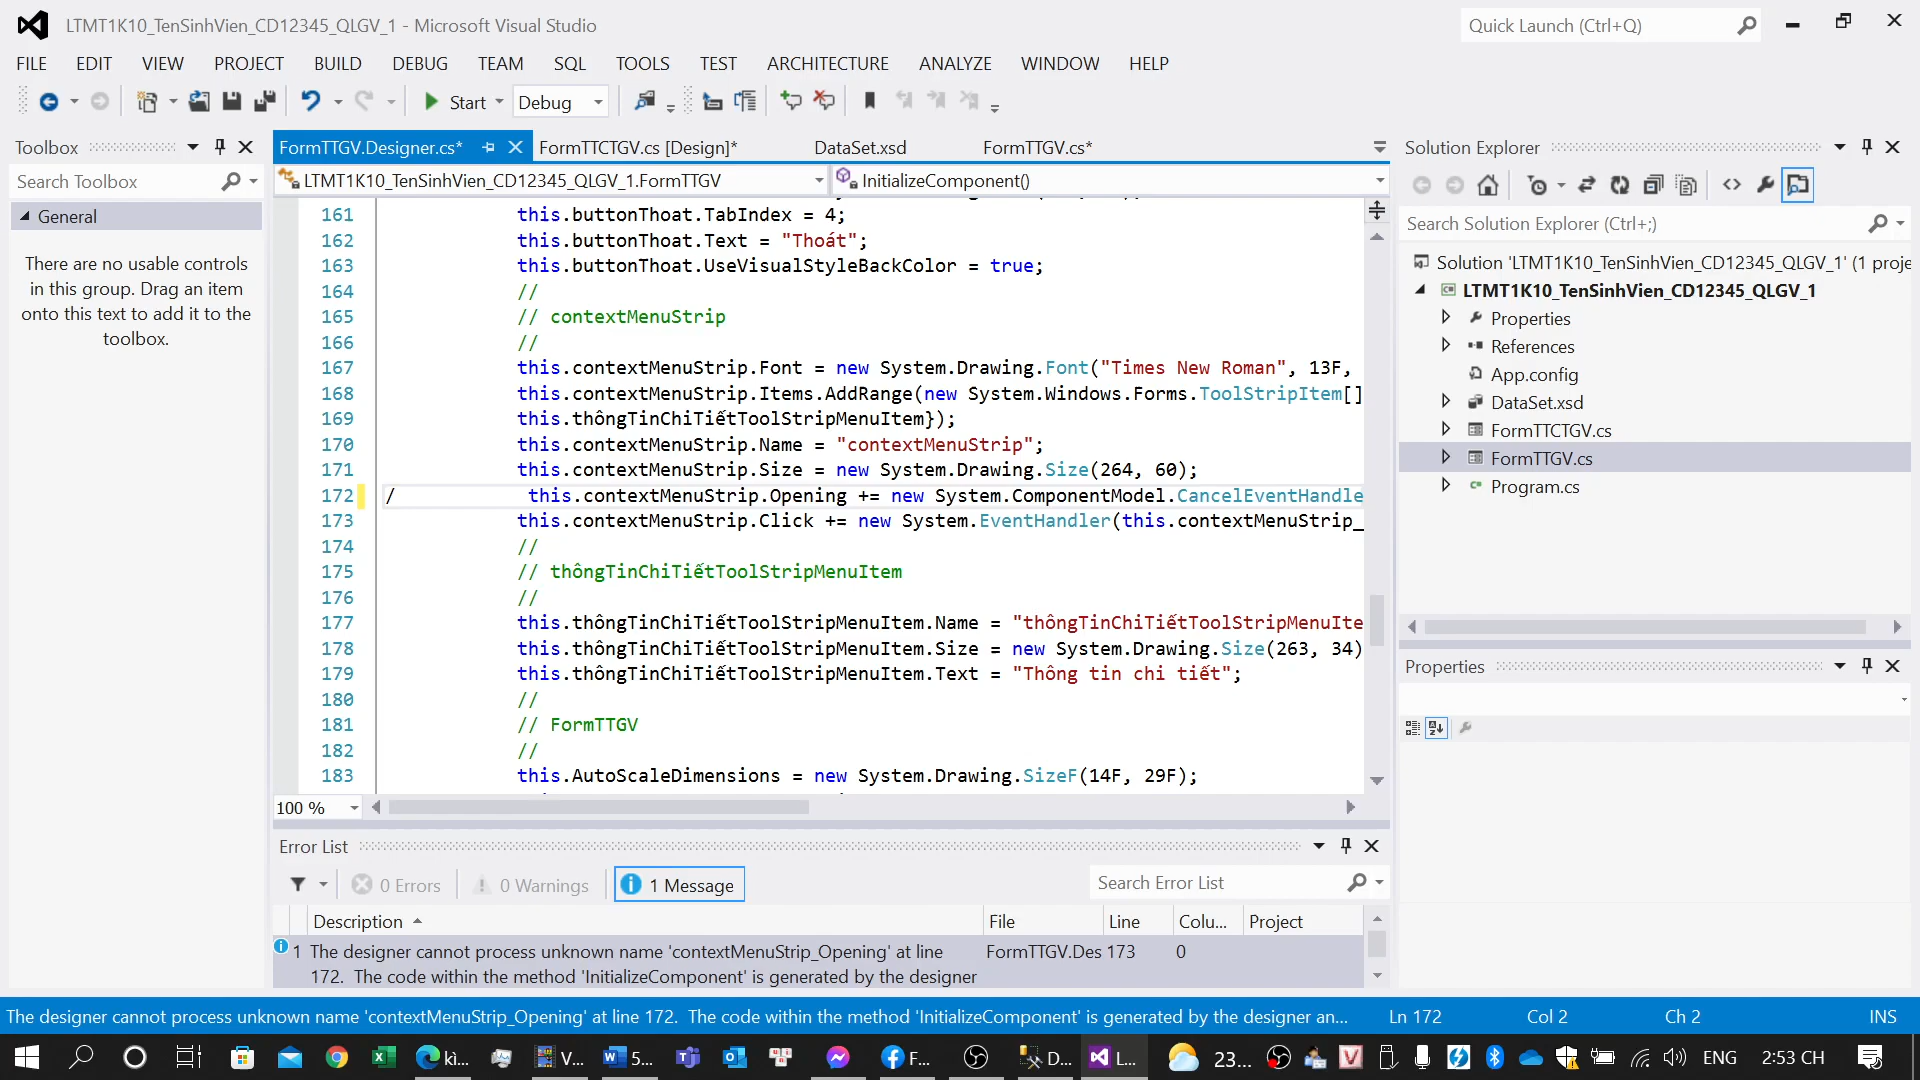 LTMT1K10_TenSinhVien_CD12345_QLGV_1 - Microsoft Visual Studio
Quick Launch (Ctrl+Q)
FILE EDIT VIEW PROJECT BUILD DEBUG TEAM SQL TOOLS TEST ARCHITECTURE ANALYZE WINDOW HELP
Start Debug
Toolbox
Search Toolbox
General
There are no usable controls
in this group. Drag an item
onto this text to add it to the
toolbox.
FormTTGV.Designer.cs* FormTTCTGV.cs [Design]* DataSet.xsd FormTTGV.cs*
LTMT1K10_TenSinhVien_CD12345_QLGV_1.FormTTGV InitializeComponent()
161 this.buttonThoat.TabIndex = 4;
162 this.buttonThoat.Text = "Thoát";
163 this.buttonThoat.UseVisualStyleBackColor = true;
164 //
165 // contextMenuStrip
166 //
167 this.contextMenuStrip.Font = new System.Drawing.Font("Times New Roman", 13F,
168 this.contextMenuStrip.Items.AddRange(new System.Windows.Forms.ToolStripItem[]
169 this.thôngTinChiTiếtToolStripMenuItem});
170 this.contextMenuStrip.Name = "contextMenuStrip";
171 this.contextMenuStrip.Size = new System.Drawing.Size(264, 60);
172 / this.contextMenuStrip.Opening += new System.ComponentModel.CancelEventHandle
173 this.contextMenuStrip.Click += new System.EventHandler(this.contextMenuStrip_
174 //
175 // thôngTinChiTiếtToolStripMenuItem
176 //
177 this.thôngTinChiTiếtToolStripMenuItem.Name = "thôngTinChiTiếtToolStripMenuIte
178 this.thôngTinChiTiếtToolStripMenuItem.Size = new System.Drawing.Size(263, 34)
179 this.thôngTinChiTiếtToolStripMenuItem.Text = "Thông tin chi tiết";
180 //
181 // FormTTGV
182 //
183 this.AutoScaleDimensions = new System.Drawing.SizeF(14F, 29F);
100 %
Error List
0 Errors 0 Warnings 1 Message
Search Error List
Description File Line Colu... Project
1 The designer cannot process unknown name 'contextMenuStrip_Opening' at line FormTTGV.Des 173 0
172. The code within the method 'InitializeComponent' is generated by the designer
Solution Explorer
Search Solution Explorer (Ctrl+;)
Solution 'LTMT1K10_TenSinhVien_CD12345_QLGV_1' (1 proje
LTMT1K10_TenSinhVien_CD12345_QLGV_1
Properties
References
App.config
DataSet.xsd
FormTTCTGV.cs
FormTTGV.cs
Program.cs
Properties
The designer cannot process unknown name 'contextMenuStrip_Opening' at line 172. The code within the method 'InitializeComponent' is generated by the designer an... Ln 172 Col 2 Ch 2 INS
kì... V... 5... F... D... L... 23... ENG 2:53 CH